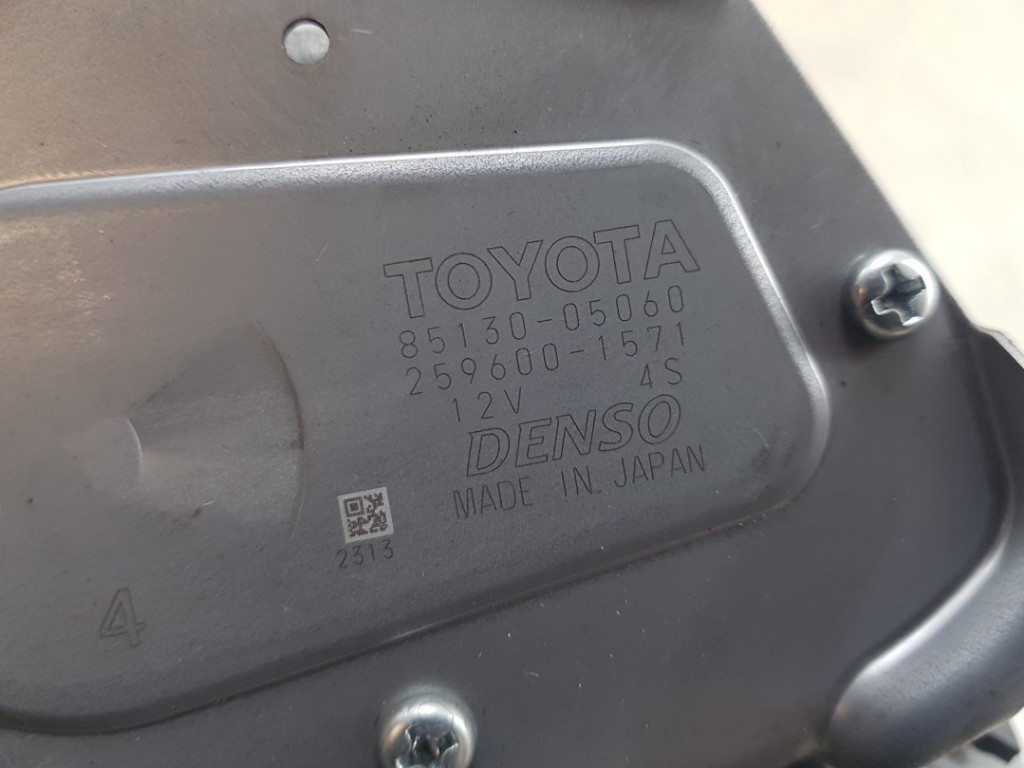 TOYOTA
85130-05060
259600-1571
12V 4S
DENSO
MADE IN JAPAN
2313
4